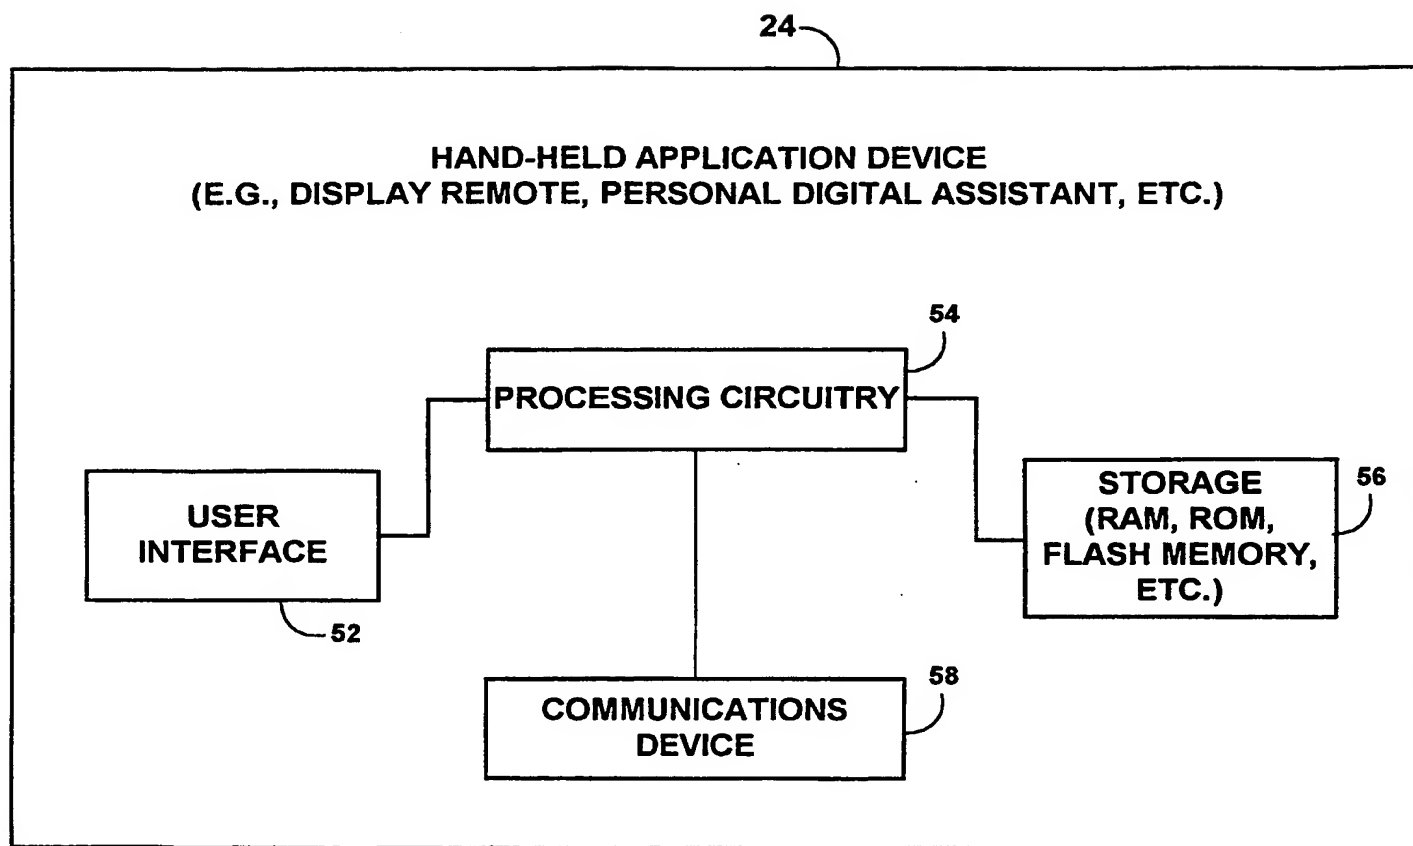 24
HAND-HELD APPLICATION DEVICE
(E.G., DISPLAY REMOTE, PERSONAL DIGITAL ASSISTANT, ETC.)
54
PROCESSING CIRCUITRY
USER
INTERFACE
52
STORAGE
(RAM, ROM,
FLASH MEMORY,
ETC.)
56
58
COMMUNICATIONS
DEVICE